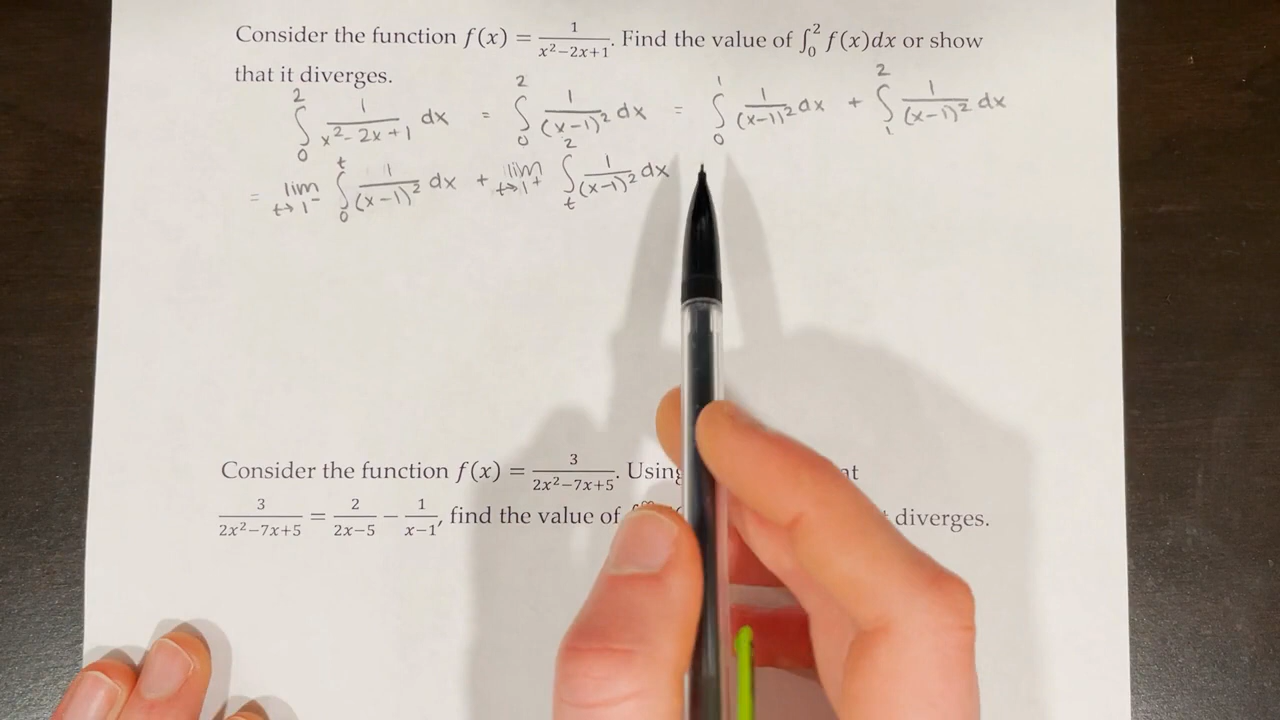 Consider the function f(x) = 1/(x²−2x+1). Find the value of ∫₀² f(x)dx or show
that it diverges.
∫₀² 1/(x²-2x+1) dx = ∫₀² 1/(x-1)² dx = ∫₀¹ 1/(x-1)² dx + ∫₁² 1/(x-1)² dx
= lim t→1⁻ ∫₀ᵗ 1/(x-1)² dx + lim t→1⁺ ∫ₜ² 1/(x-1)² dx
Consider the function f(x) = 3/(2x²−7x+5). Using
3/(2x²−7x+5) = 2/(2x−5) − 1/(x−1), find the value of diverges.